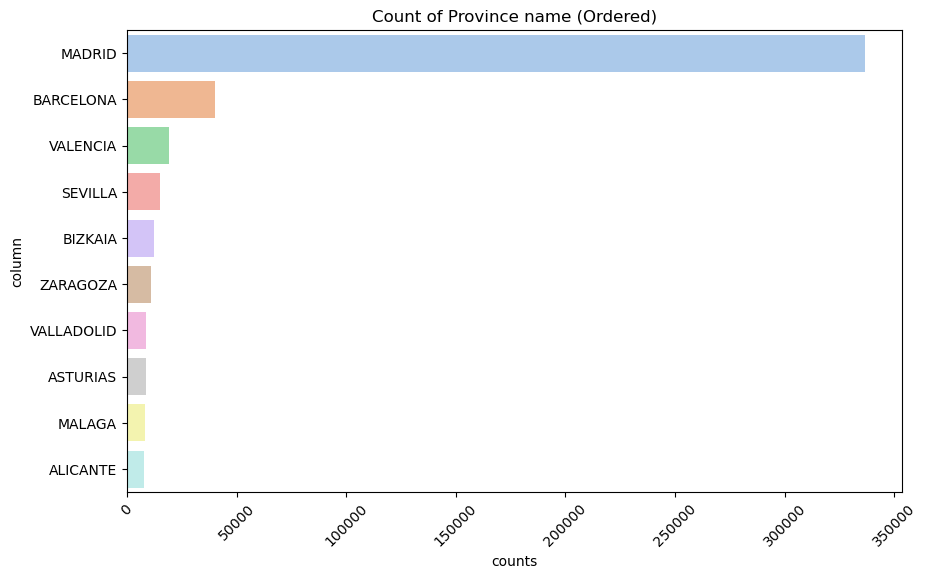 Count of Province name (Ordered)
MADRID
BARCELONA
VALENCIA
SEVILLA
BIZKAIA
ZARAGOZA
VALLADOLID
ASTURIAS
MALAGA
ALICANTE
column
0
50000
100000
150000
200000
250000
300000
350000
counts